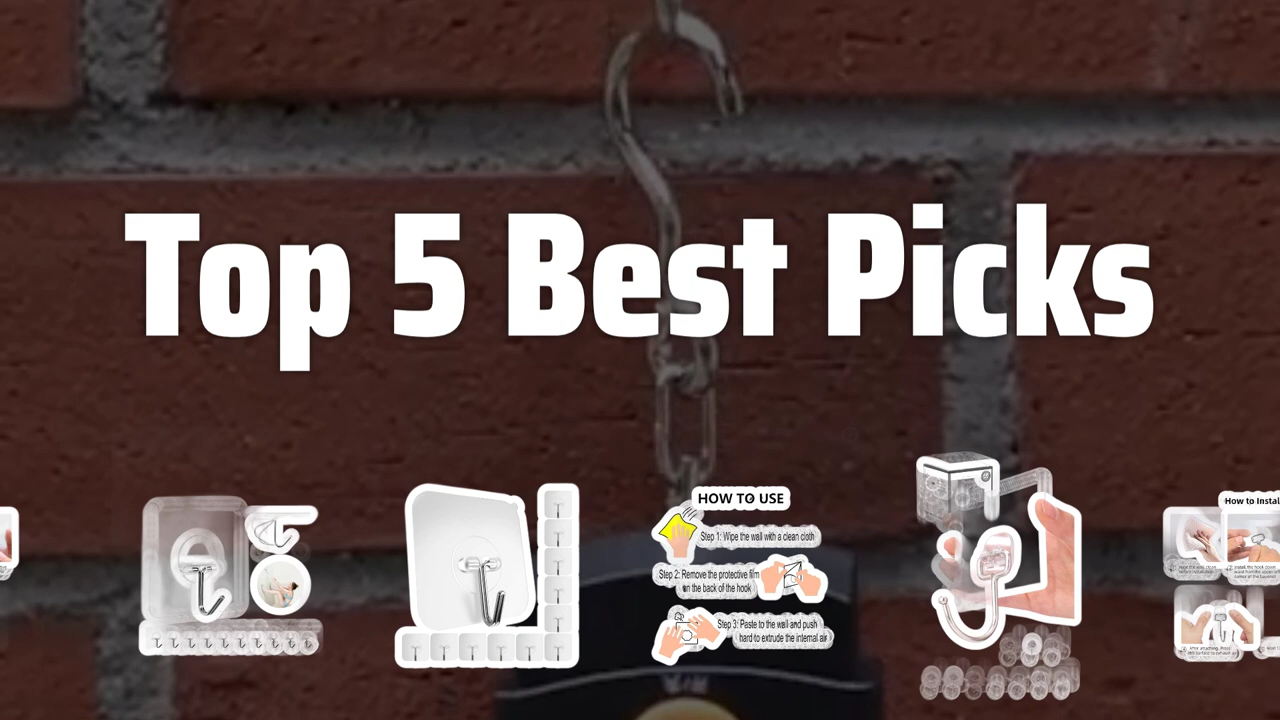 Top 5 Best Picks
HOW TO USE
Step 1: Wipe the wall with a clean cloth
Step 2: Remove the protective film
on the back of the hook
Step 3: Paste to the wall and push
hard to extrude the internal air
How to Instal